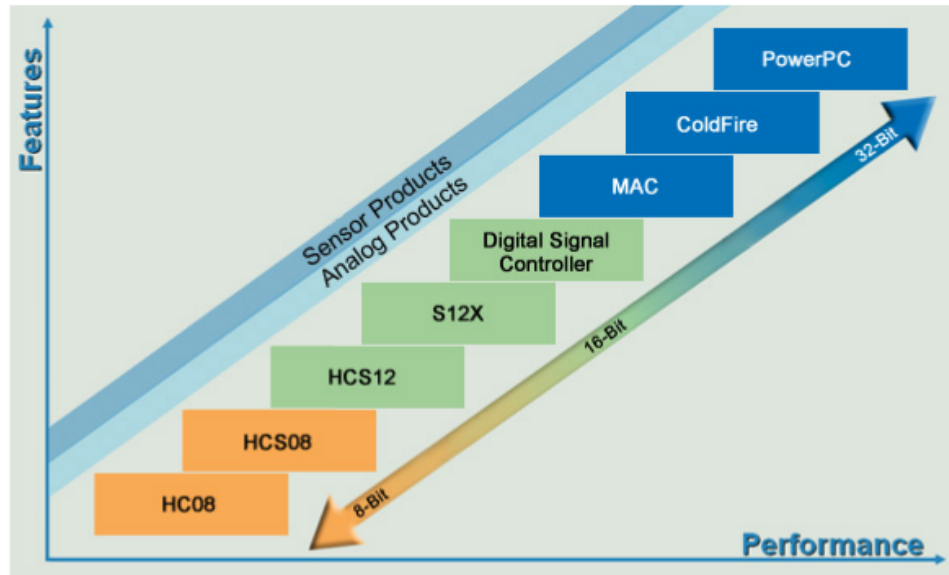 Features
Sensor Products
Analog Products
PowerPC
ColdFire
MAC
Digital Signal
Controller
S12X
HCS12
HCS08
HC08
32-Bit
16-Bit
8-Bit
Performance